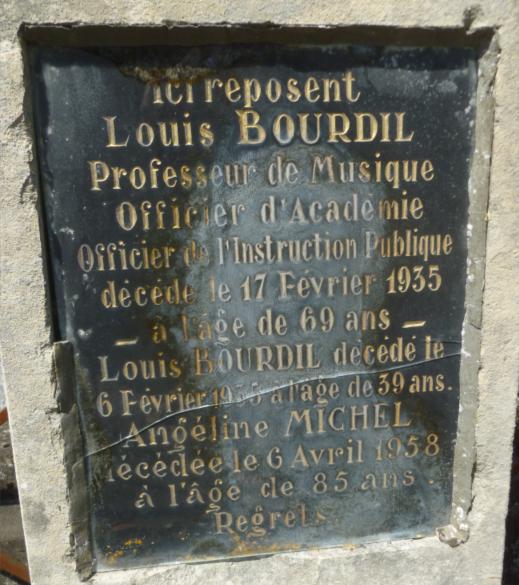 Ici reposent
Louis BOURDIL
Professeur de Musique
Officier d'Académie
Officier de l'Instruction Publique
décédé le 17 Février 1935
– à l'âge de 69 ans –
Louis BOURDIL décédé le
6 Février 1935 à l'âge de 39 ans.
Angéline MICHEL
décédée le 6 Avril 1958
à l'âge de 85 ans.
Regrets